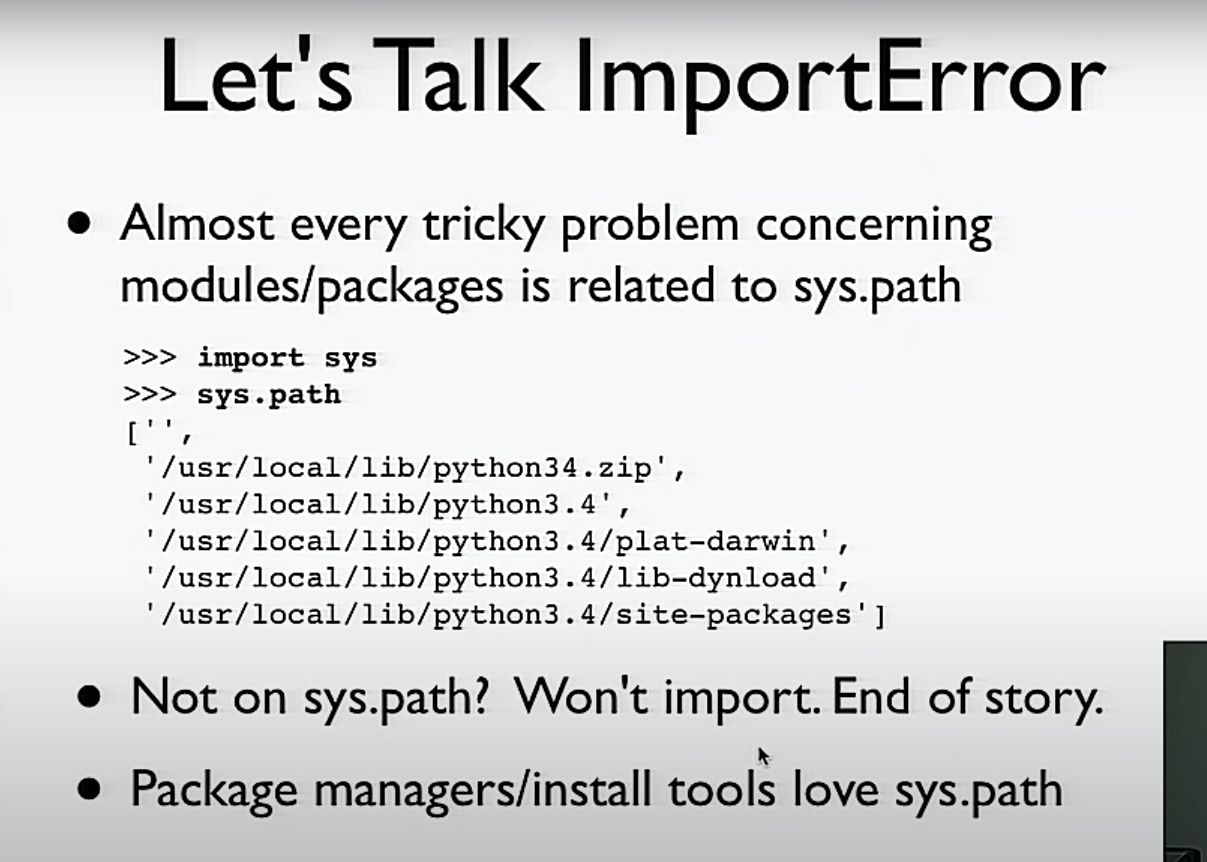 Let's Talk ImportError
• Almost every tricky problem concerning
modules/packages is related to sys.path
>>> import sys
>>> sys.path
['',
'/usr/local/lib/python34.zip',
'/usr/local/lib/python3.4',
'/usr/local/lib/python3.4/plat-darwin',
'/usr/local/lib/python3.4/lib-dynload',
'/usr/local/lib/python3.4/site-packages']
• Not on sys.path? Won't import. End of story.
• Package managers/install tools love sys.path